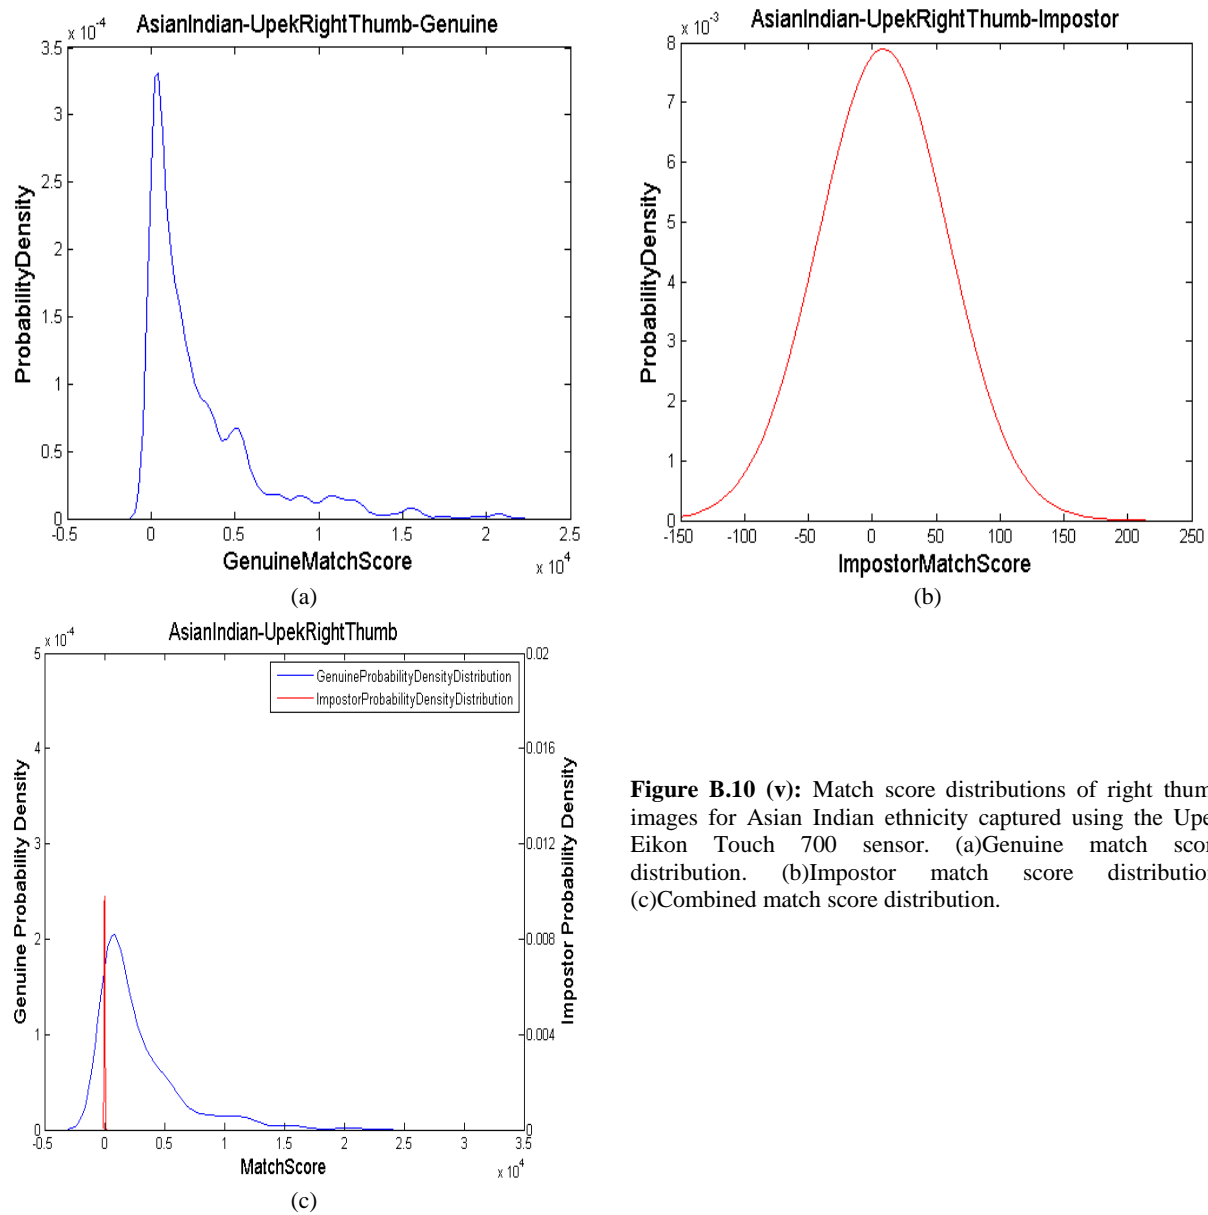 AsianIndian-UpekRightThumb-Genuine
x 10^-4
3.5
3
2.5
2
1.5
1
0.5
0
ProbabilityDensity
-0.5 0 0.5 1 1.5 2 2.5
GenuineMatchScore
x 10^4
(a)
AsianIndian-UpekRightThumb-Impostor
x 10^-3
8
7
6
5
4
3
2
1
0
ProbabilityDensity
-150 -100 -50 0 50 100 150 200 250
ImpostorMatchScore
(b)
AsianIndian-UpekRightThumb
x 10^-4
5
4
3
2
1
0
Genuine Probability Density
GenuineProbabilityDensityDistribution
ImpostorProbabilityDensityDistribution
0.02
0.016
0.012
0.008
0.004
0
Impostor Probability Density
-0.5 0 0.5 1 1.5 2 2.5 3 3.5
MatchScore
x 10^4
(c)
Figure B.10 (v): Match score distributions of right thum
images for Asian Indian ethnicity captured using the Upe
Eikon Touch 700 sensor. (a)Genuine match scor
distribution. (b)Impostor match score distribution
(c)Combined match score distribution.